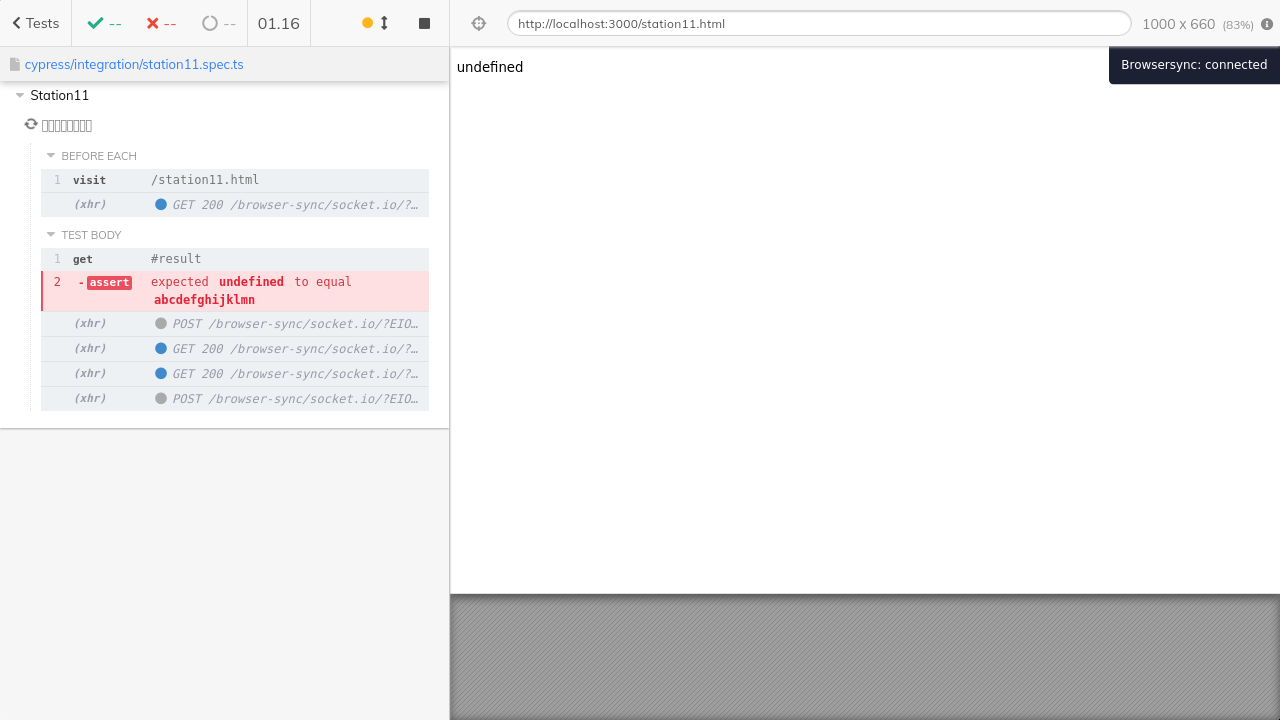 Tests
--
--
--
01.16
http://localhost:3000/station11.html
1000 x 660 (83%)
cypress/integration/station11.spec.ts
Station11
BEFORE EACH
1 visit /station11.html
(xhr) GET 200 /browser-sync/socket.io/?…
TEST BODY
1 get #result
2 -assert expected undefined to equal
abcdefghijklmn
(xhr) POST /browser-sync/socket.io/?EIO…
(xhr) GET 200 /browser-sync/socket.io/?…
(xhr) GET 200 /browser-sync/socket.io/?…
(xhr) POST /browser-sync/socket.io/?EIO…
undefined
Browsersync: connected